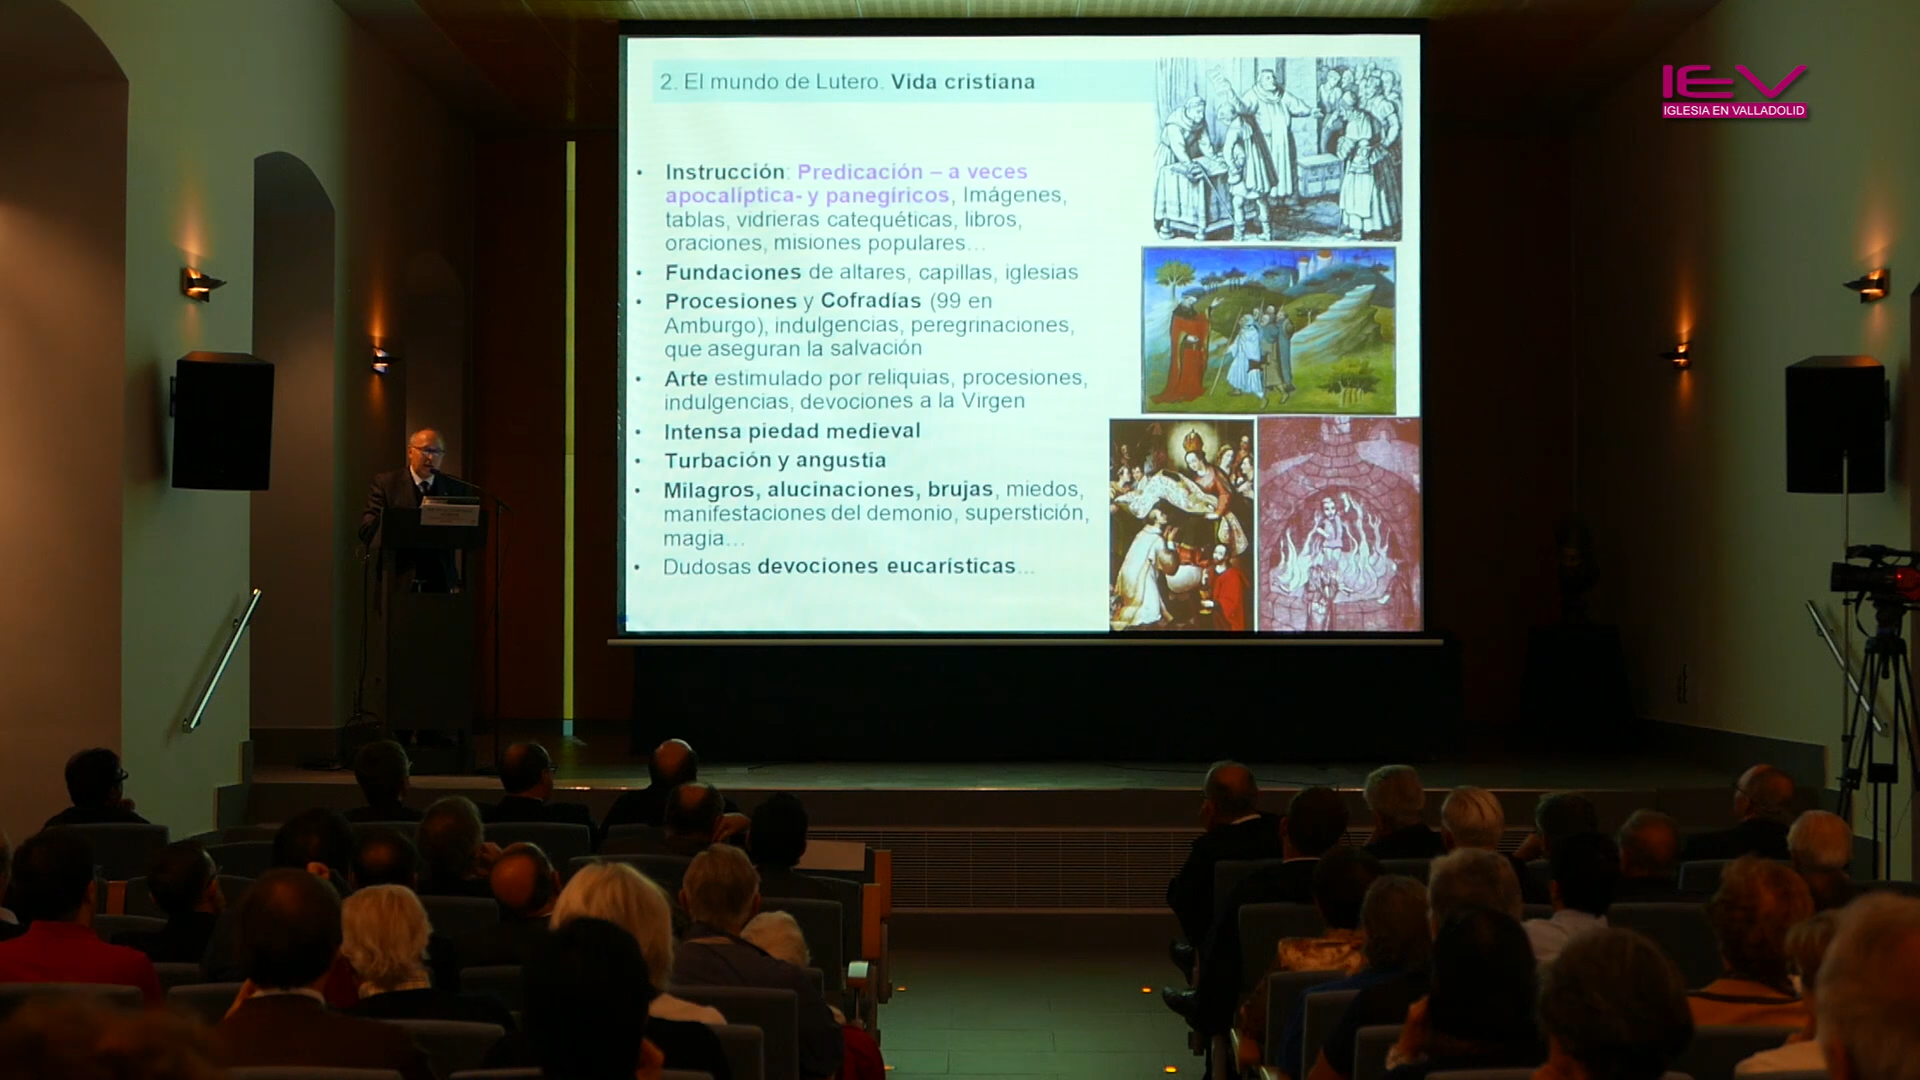 2. El mundo de Lutero. Vida cristiana
• Instrucción: Predicación – a veces
apocalíptica- y panegíricos, Imágenes,
tablas, vidrieras catequéticas, libros,
oraciones, misiones populares...
• Fundaciones de altares, capillas, iglesias
• Procesiones y Cofradías (99 en
Amburgo), indulgencias, peregrinaciones,
que aseguran la salvación
• Arte estimulado por reliquias, procesiones,
indulgencias, devociones a la Virgen
• Intensa piedad medieval
• Turbación y angustia
• Milagros, alucinaciones, brujas, miedos,
manifestaciones del demonio, superstición,
magia...
• Dudosas devociones eucarísticas...
IEV
IGLESIA EN VALLADOLID